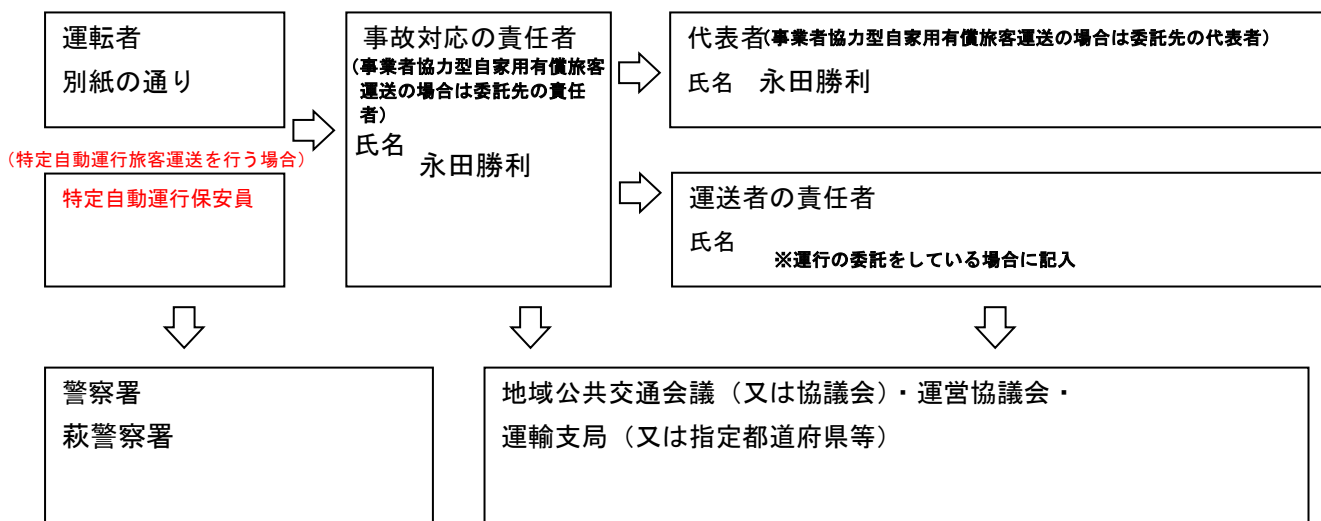 運転者
別紙の通り
（特定自動運行旅客運送を行う場合）
特定自動運行保安員
事故対応の責任者
（事業者協力型自家用有償旅客
運送の場合は委託先の責任
者）
氏名
永田勝利
代表者（事業者協力型自家用有償旅客運送の場合は委託先の代表者）
氏名 永田勝利
運送者の責任者
氏名
※運行の委託をしている場合に記入
警察署
萩警察署
地域公共交通会議（又は協議会）・運営協議会・
運輸支局（又は指定都道府県等）